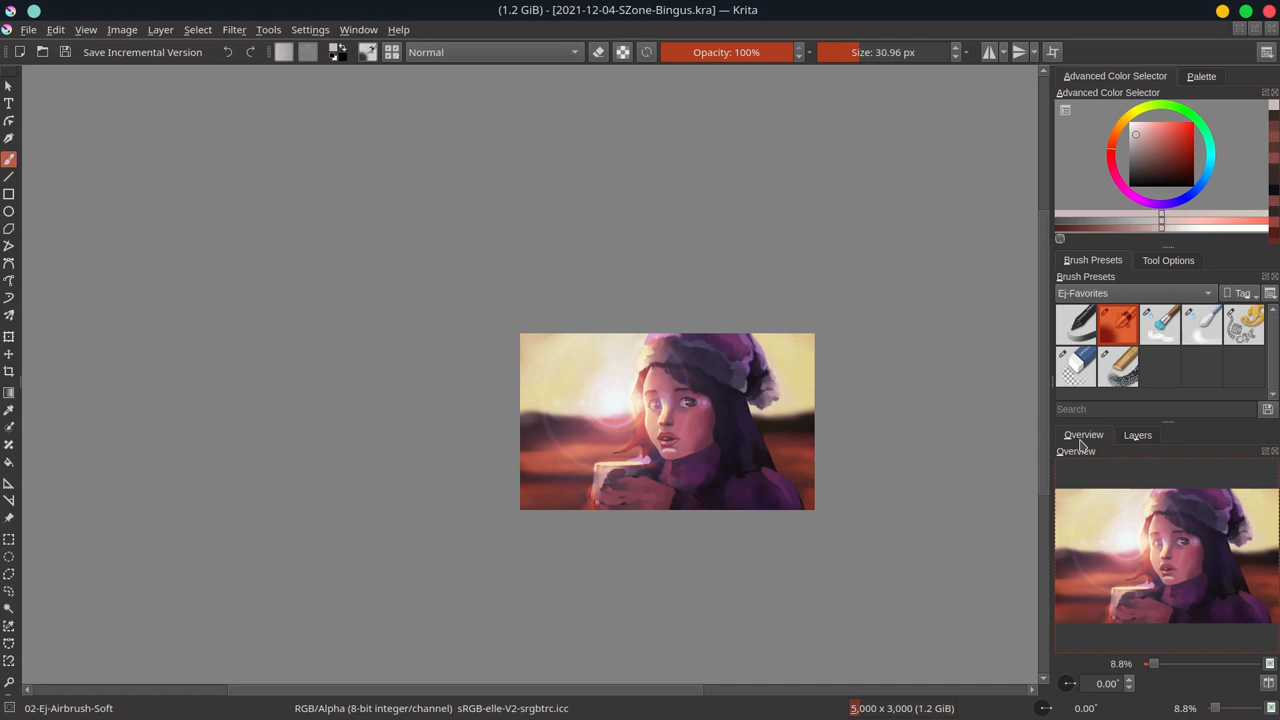 (1.2 GiB) - [2021-12-04-SZone-Bingus.kra] — Krita
File Edit View Image Layer Select Filter Tools Settings Window Help
Save Incremental Version Normal Opacity: 100% Size: 30.96 px
Advanced Color Selector Palette
Advanced Color Selector
Brush Presets Tool Options
Brush Presets
Ej-Favorites Tag
Search
Overview Layers
Overview
8.8%
0.00°
02-Ej-Airbrush-Soft RGB/Alpha (8-bit integer/channel) sRGB-elle-V2-srgbtrc.icc 5,000 x 3,000 (1.2 GiB) 0.00° 8.8%